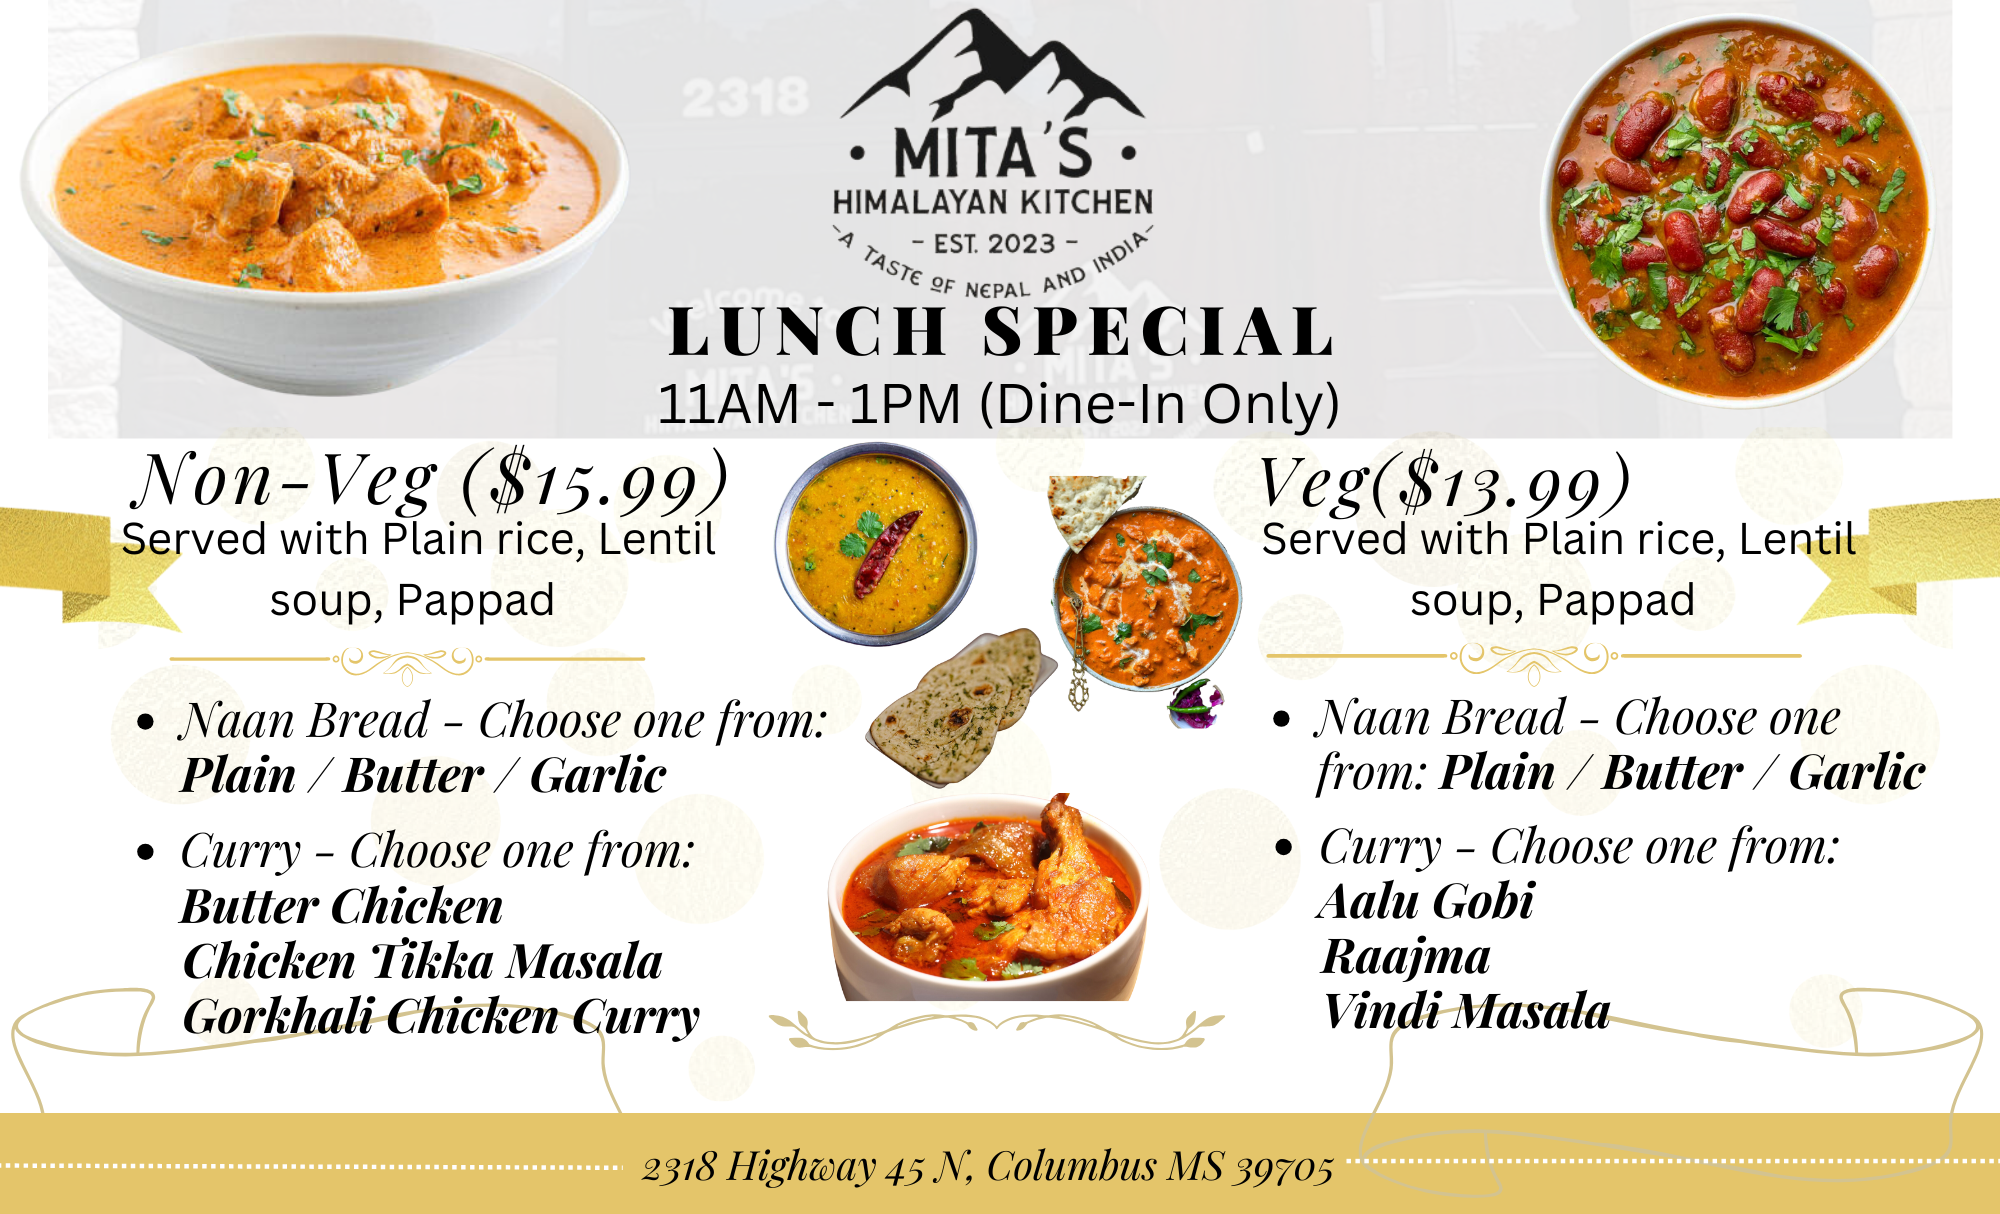 2318
MITA'S
HIMALAYAN KITCHEN
- EST. 2023 -
A TASTE OF NEPAL AND INDIA
Welcome to
MITA'S
MITA'S
LUNCH SPECIAL
11AM - 1PM (Dine-In Only)
Non-Veg ($15.99)
Served with Plain rice, Lentil
soup, Pappad
• Naan Bread - Choose one from:
Plain / Butter / Garlic
• Curry - Choose one from:
Butter Chicken
Chicken Tikka Masala
Gorkhali Chicken Curry
Veg($13.99)
Served with Plain rice, Lentil
soup, Pappad
• Naan Bread - Choose one
from: Plain / Butter / Garlic
• Curry - Choose one from:
Aalu Gobi
Raajma
Vindi Masala
2318 Highway 45 N, Columbus MS 39705